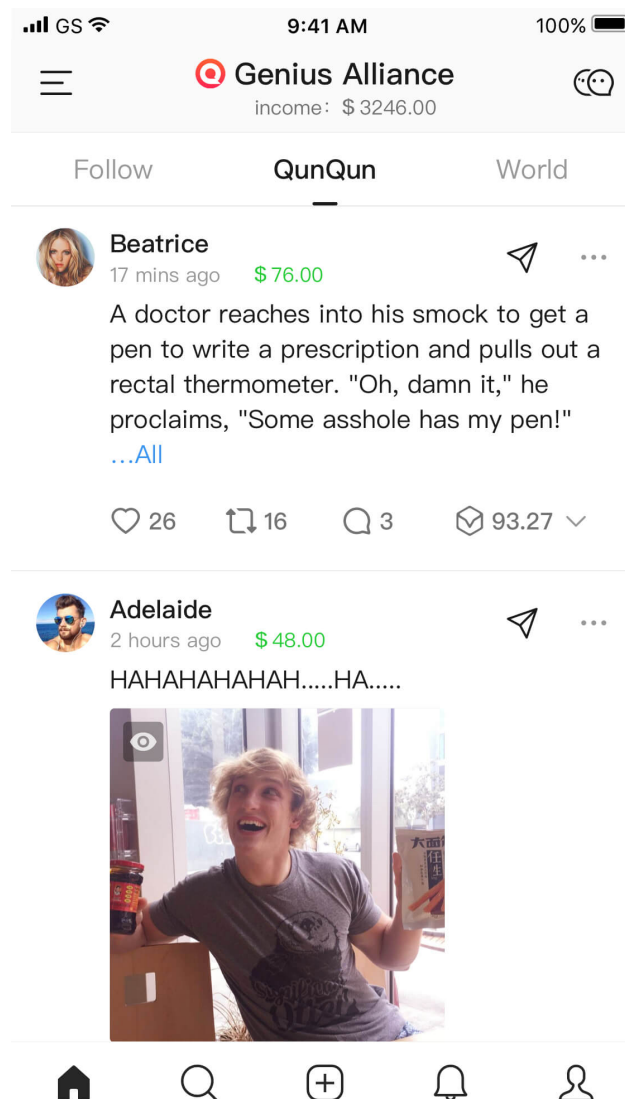 GS
9:41 AM
100%
Genius Alliance
income: $ 3246.00
Follow
QunQun
World
Beatrice
17 mins ago
$ 76.00
A doctor reaches into his smock to get a
pen to write a prescription and pulls out a
rectal thermometer. "Oh, damn it," he
proclaims, "Some asshole has my pen!"
...All
26
16
3
93.27
Adelaide
2 hours ago
$ 48.00
HAHAHAHAHAH.....HA.....